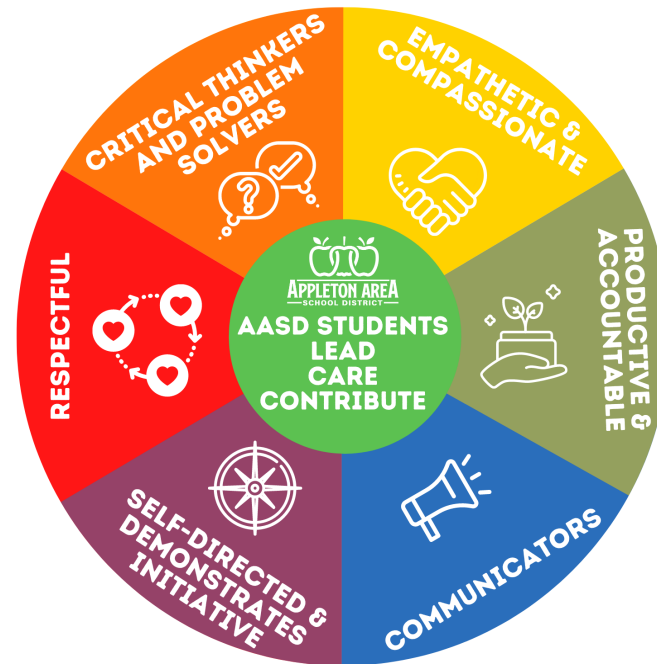 CRITICAL THINKERS
AND PROBLEM
SOLVERS
EMPATHETIC &
COMPASSIONATE
PRODUCTIVE &
ACCOUNTABLE
COMMUNICATORS
SELF-DIRECTED &
DEMONSTRATES
INITIATIVE
RESPECTFUL
?
APPLETON AREA
SCHOOL DISTRICT
AASD STUDENTS
LEAD
CARE
CONTRIBUTE